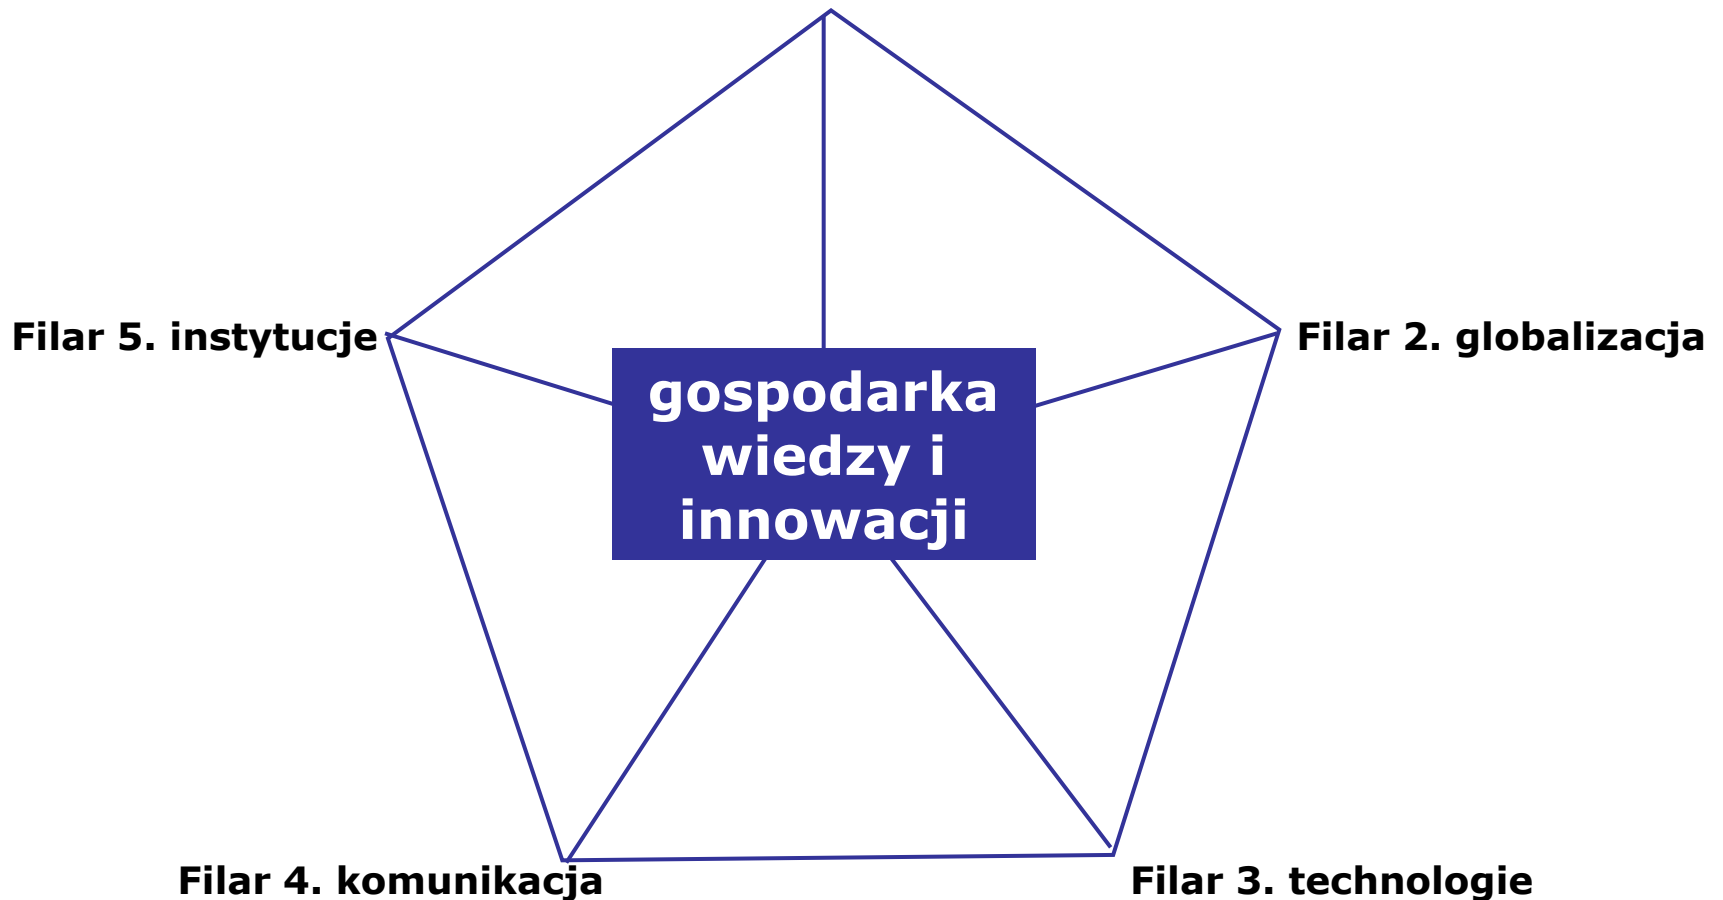 Filar 5. instytucje
Filar 2. globalizacja
gospodarka
wiedzy i
innowacji
Filar 4. komunikacja
Filar 3. technologie